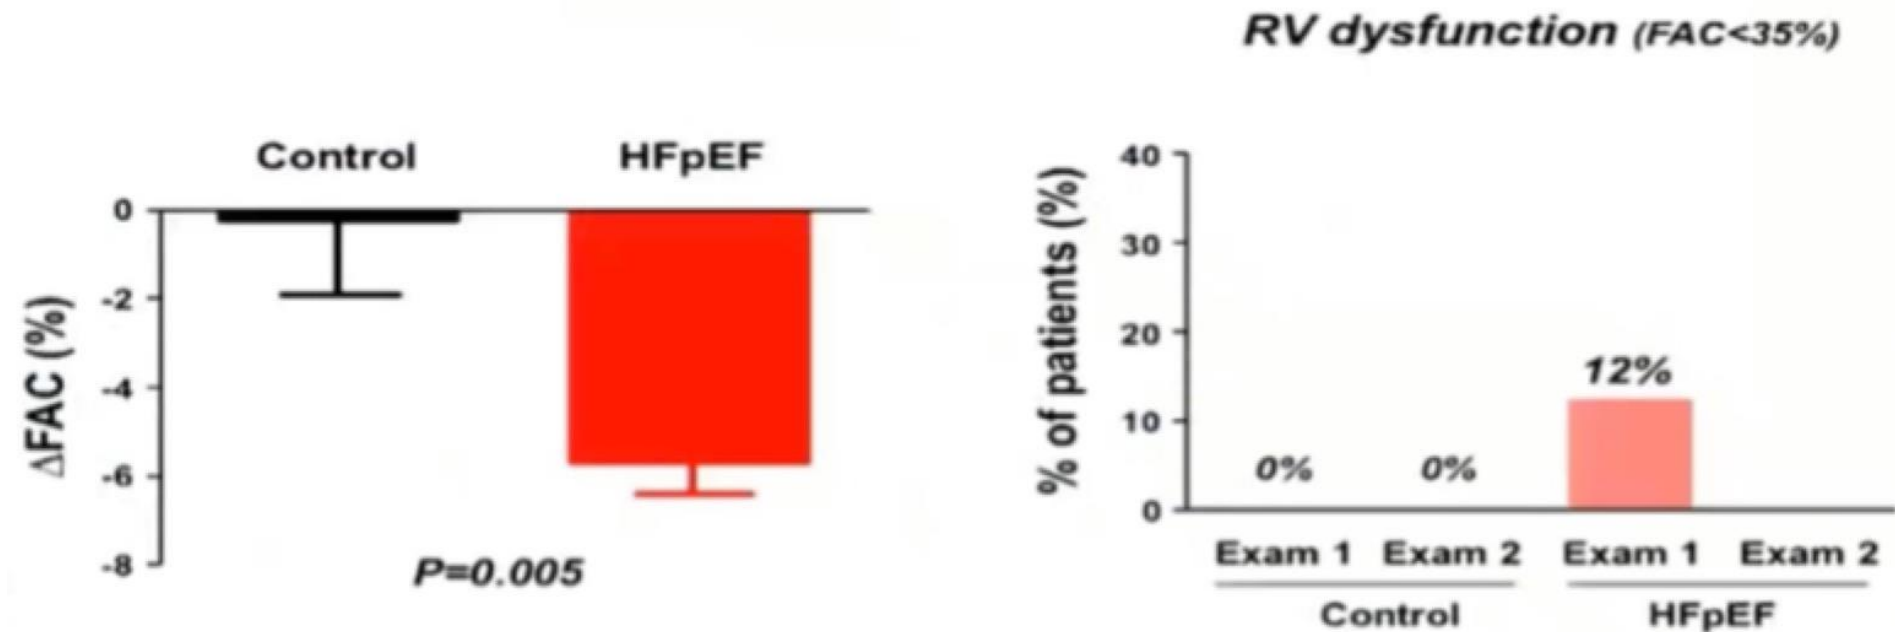 Control HFpEF
0
-2
-4
-6
-8
ΔFAC (%)
P=0.005
RV dysfunction (FAC<35%)
% of patients (%)
40
30
20
10
0
0% 0% 12%
Exam 1 Exam 2 Exam 1 Exam 2
Control HFpEF